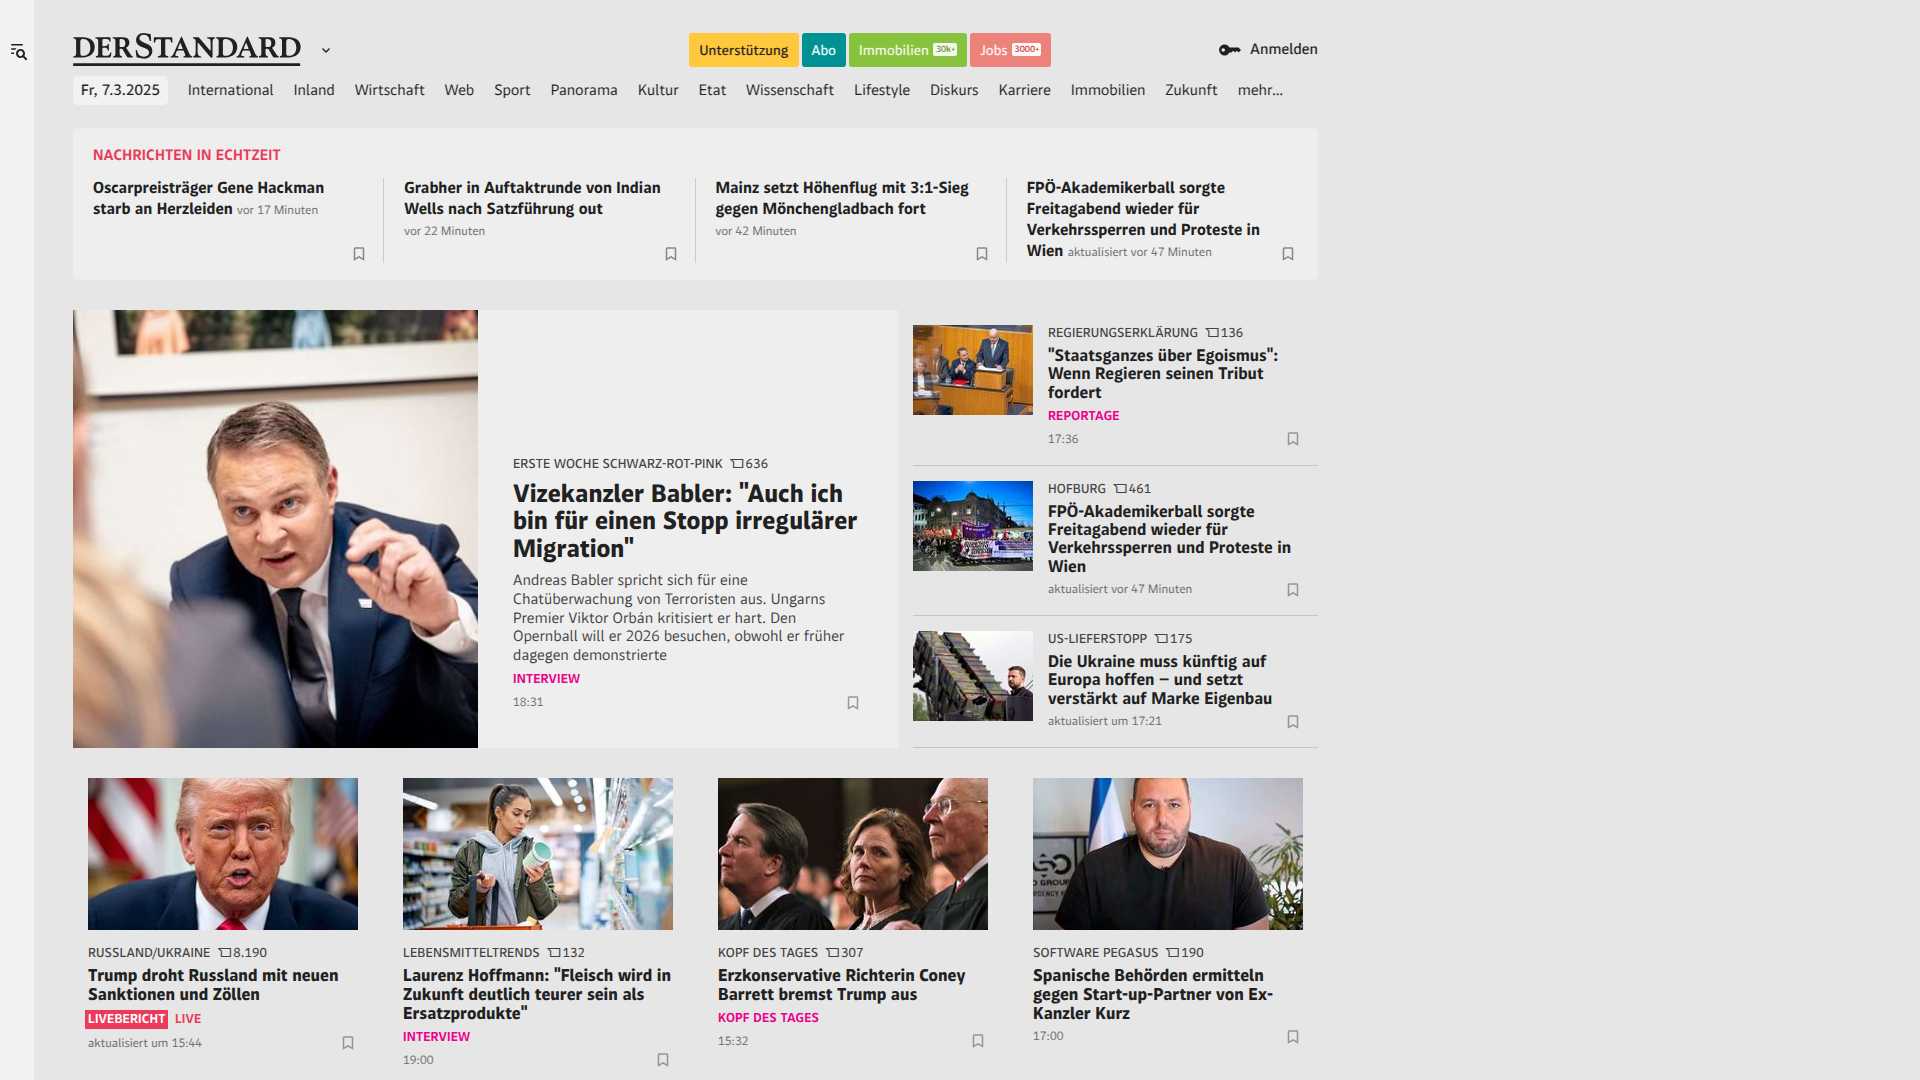 DERSTANDARD
Unterstützung
Abo
Immobilien 30k+
Jobs 3000+
Anmelden
Fr, 7.3.2025
International
Inland
Wirtschaft
Web
Sport
Panorama
Kultur
Etat
Wissenschaft
Lifestyle
Diskurs
Karriere
Immobilien
Zukunft
mehr...
NACHRICHTEN IN ECHTZEIT
Oscarpreisträger Gene Hackman
starb an Herzleiden vor 17 Minuten
Grabher in Auftaktrunde von Indian
Wells nach Satzführung out
vor 22 Minuten
Mainz setzt Höhenflug mit 3:1-Sieg
gegen Mönchengladbach fort
vor 42 Minuten
FPÖ-Akademikerball sorgte
Freitagabend wieder für
Verkehrssperren und Proteste in
Wien aktualisiert vor 47 Minuten
ERSTE WOCHE SCHWARZ-ROT-PINK 636
Vizekanzler Babler: "Auch ich
bin für einen Stopp irregulärer
Migration"
Andreas Babler spricht sich für eine
Chatüberwachung von Terroristen aus. Ungarns
Premier Viktor Orbán kritisiert er hart. Den
Opernball will er 2026 besuchen, obwohl er früher
dagegen demonstrierte
INTERVIEW
18:31
REGIERUNGSERKLÄRUNG 136
"Staatsganzes über Egoismus":
Wenn Regieren seinen Tribut
fordert
REPORTAGE
17:36
HOFBURG 461
FPÖ-Akademikerball sorgte
Freitagabend wieder für
Verkehrssperren und Proteste in
Wien
aktualisiert vor 47 Minuten
US-LIEFERSTOPP 175
Die Ukraine muss künftig auf
Europa hoffen – und setzt
verstärkt auf Marke Eigenbau
aktualisiert um 17:21
RUSSLAND/UKRAINE 8.190
Trump droht Russland mit neuen
Sanktionen und Zöllen
LIVEBERICHT LIVE
aktualisiert um 15:44
LEBENSMITTELTRENDS 132
Laurenz Hoffmann: "Fleisch wird in
Zukunft deutlich teurer sein als
Ersatzprodukte"
INTERVIEW
19:00
KOPF DES TAGES 307
Erzkonservative Richterin Coney
Barrett bremst Trump aus
KOPF DES TAGES
15:32
SOFTWARE PEGASUS 190
Spanische Behörden ermitteln
gegen Start-up-Partner von Ex-
Kanzler Kurz
17:00